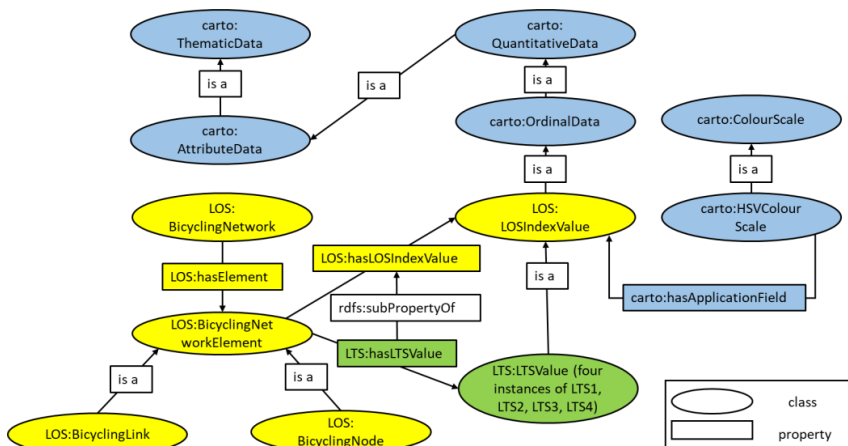 carto:
ThematicData
is a
carto:
AttributeData
carto:
QuantitativeData
is a
is a
carto:OrdinalData
is a
carto:ColourScale
is a
carto:HSVColour
Scale
carto:hasApplicationField
LOS:
BicyclingNetwork
LOS:hasElement
LOS:BicyclingNet
workElement
LOS:
LOSIndexValue
LOS:hasLOSIndexValue
rdfs:subPropertyOf
LTS:hasLTSValue
is a
LTS:LTSValue (four
instances of LTS1,
LTS2, LTS3, LTS4)
is a
is a
LOS:BicyclingLink
LOS:
BicyclingNode
class
property